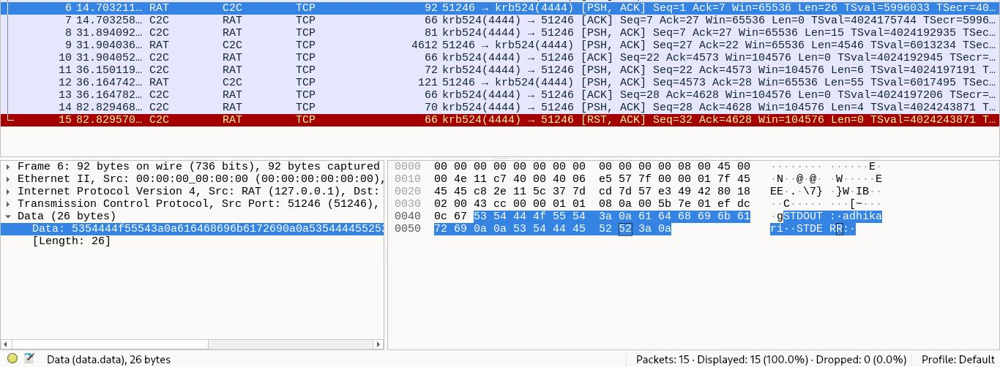 6 14.703211… RAT C2C TCP 92 51246 → krb524(4444) [PSH, ACK] Seq=1 Ack=7 Win=65536 Len=26 TSval=5996033 TSecr=40…
7 14.703258… C2C RAT TCP 66 krb524(4444) → 51246 [ACK] Seq=7 Ack=27 Win=65536 Len=0 TSval=4024175744 TSecr=5996…
8 31.894092… C2C RAT TCP 81 krb524(4444) → 51246 [PSH, ACK] Seq=7 Ack=27 Win=65536 Len=15 TSval=4024192935 TSec…
9 31.904036… RAT C2C TCP 4612 51246 → krb524(4444) [PSH, ACK] Seq=27 Ack=22 Win=65536 Len=4546 TSval=6013234 TSec…
10 31.904052… C2C RAT TCP 66 krb524(4444) → 51246 [ACK] Seq=22 Ack=4573 Win=104576 Len=0 TSval=4024192945 TSecr=…
11 36.150119… C2C RAT TCP 72 krb524(4444) → 51246 [PSH, ACK] Seq=22 Ack=4573 Win=104576 Len=6 TSval=4024197191 T…
12 36.164742… RAT C2C TCP 121 51246 → krb524(4444) [PSH, ACK] Seq=4573 Ack=28 Win=65536 Len=55 TSval=6017495 TSec…
13 36.164782… C2C RAT TCP 66 krb524(4444) → 51246 [ACK] Seq=28 Ack=4628 Win=104576 Len=0 TSval=4024197206 TSecr=…
14 82.829468… C2C RAT TCP 70 krb524(4444) → 51246 [PSH, ACK] Seq=28 Ack=4628 Win=104576 Len=4 TSval=4024243871 T…
15 82.829570… C2C RAT TCP 66 krb524(4444) → 51246 [RST, ACK] Seq=32 Ack=4628 Win=104576 Len=0 TSval=4024243871 T…
Frame 6: 92 bytes on wire (736 bits), 92 bytes captured
Ethernet II, Src: 00:00:00_00:00:00 (00:00:00:00:00:00),
Internet Protocol Version 4, Src: RAT (127.0.0.1), Dst:
Transmission Control Protocol, Src Port: 51246 (51246),
Data (26 bytes)
Data: 5354444f55543a0a616468696b6172690a0a535444455252
[Length: 26]
0000 00 00 00 00 00 00 00 00 00 00 00 00 08 00 45 00 ········ ······E·
0010 00 4e 11 c7 40 00 40 06 e5 57 7f 00 00 01 7f 45 ·N··@·@· ·W·····E
0020 45 45 c8 2e 11 5c 37 7d cd 7d 57 e3 49 42 80 18 EE·.·\7} ·}W·IB··
0030 02 00 43 cc 00 00 01 01 08 0a 00 5b 7e 01 ef dc ··C····· ···[~···
0040 0c 67 53 54 44 4f 55 54 3a 0a 61 64 68 69 6b 61 ·gSTDOUT :·adhika
0050 72 69 0a 0a 53 54 44 45 52 52 3a 0a ri··STDE RR:·
Data (data.data), 26 bytes
Packets: 15 · Displayed: 15 (100.0%) · Dropped: 0 (0.0%)
Profile: Default